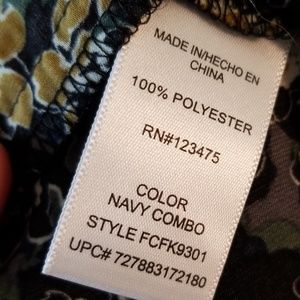 MADE IN/HECHO EN
CHINA
100% POLYESTER
RN#123475
COLOR
NAVY COMBO
STYLE FCFK9301
UPC# 727883172180